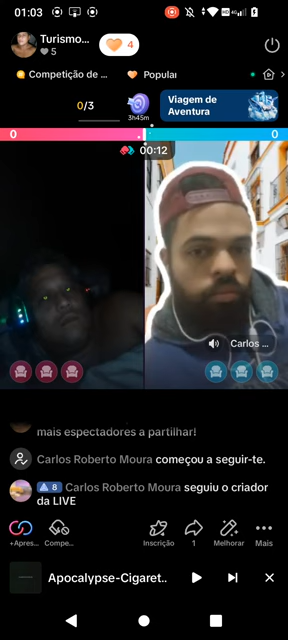 01:03
HD 4G
Turismo...
5
4
Competição de ...
Popular
0/3
3h45m
Viagem de
Aventura
0
0
00:12
Carlos ...
mais espectadores a partilhar!
Carlos Roberto Moura começou a seguir-te.
8 Carlos Roberto Moura seguiu o criador
da LIVE
+Apres...
Compe...
Inscrição
1
Melhorar
Mais
Apocalypse-Cigaret..